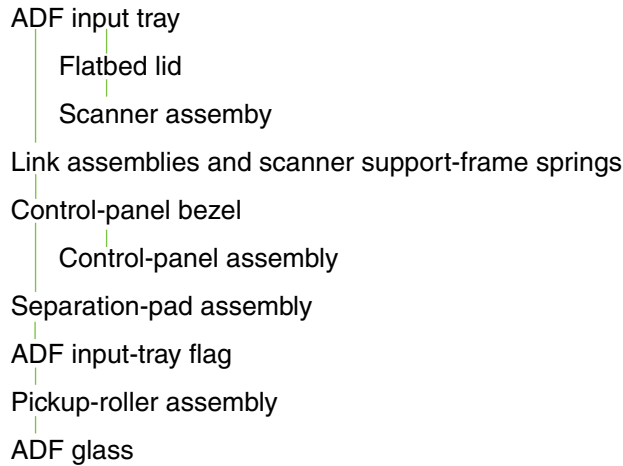 ADF input tray
Flatbed lid
Scanner assemby
Link assemblies and scanner support-frame springs
Control-panel bezel
Control-panel assembly
Separation-pad assembly
ADF input-tray flag
Pickup-roller assembly
ADF glass